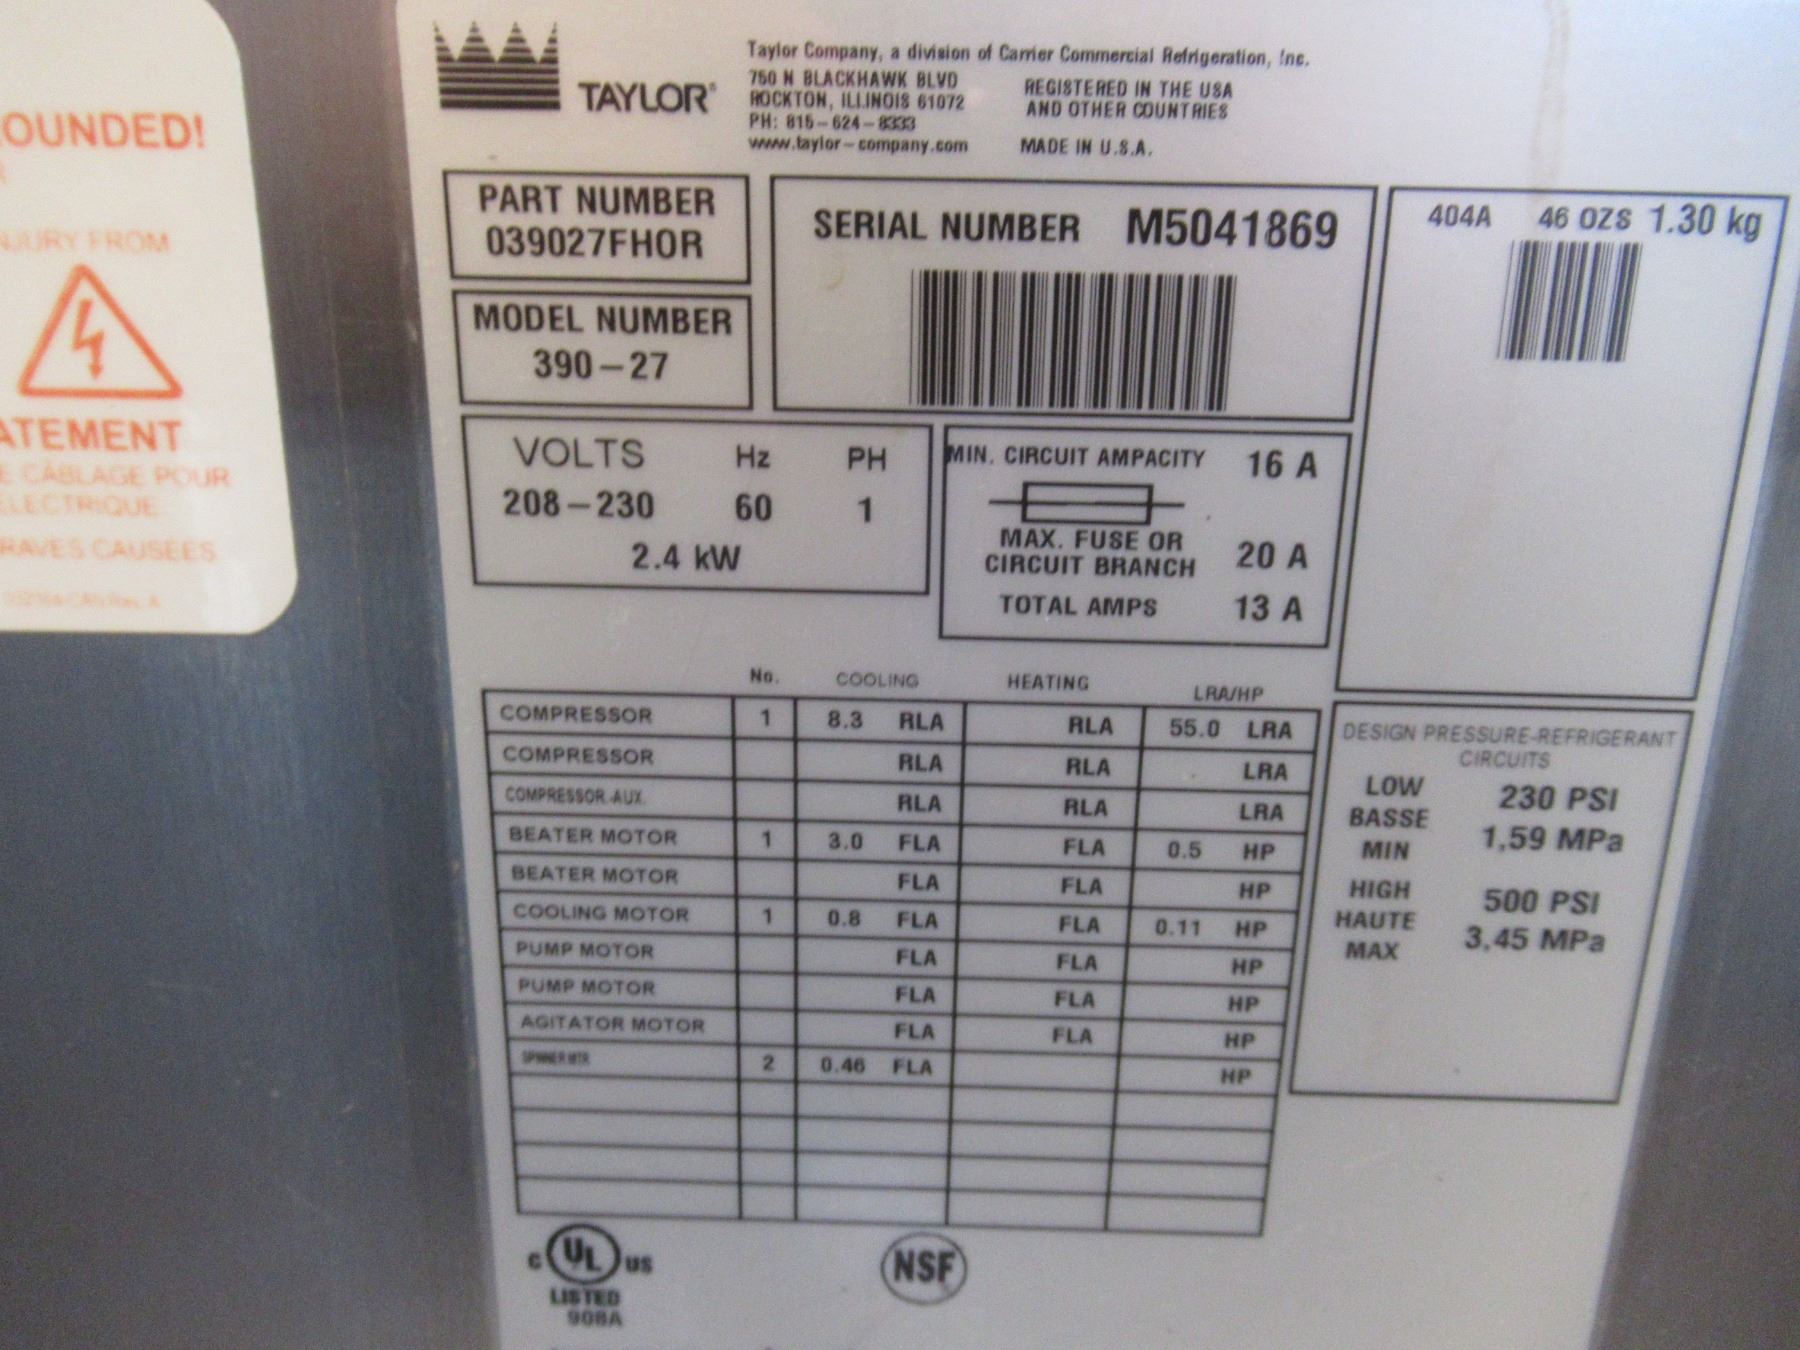 OUNDED!
NJURY FROM
ATEMENT
E CÂBLAGE POUR
ÉLECTRIQUE
RAVES CAUSÉES
TAYLOR®
Taylor Company, a division of Carrier Commercial Refrigeration, Inc.
750 N BLACKHAWK BLVD
ROCKTON, ILLINOIS 61072
PH: 815-624-8333
www.taylor-company.com
REGISTERED IN THE USA
AND OTHER COUNTRIES
MADE IN U.S.A.
PART NUMBER
039027FHOR
MODEL NUMBER
390-27
SERIAL NUMBER M5041869
404A 46 OZS 1.30 kg
VOLTS Hz PH
208-230 60 1
2.4 kW
MIN. CIRCUIT AMPACITY 16 A
MAX. FUSE OR
CIRCUIT BRANCH 20 A
TOTAL AMPS 13 A
No. COOLING HEATING LRA/HP
COMPRESSOR 1 8.3 RLA RLA 55.0 LRA
COMPRESSOR RLA RLA LRA
COMPRESSOR-AUX. RLA RLA LRA
BEATER MOTOR 1 3.0 FLA FLA 0.5 HP
BEATER MOTOR FLA FLA HP
COOLING MOTOR 1 0.8 FLA FLA 0.11 HP
PUMP MOTOR FLA FLA HP
PUMP MOTOR FLA FLA HP
AGITATOR MOTOR FLA FLA HP
SPINNER MTR. 2 0.46 FLA HP
DESIGN PRESSURE-REFRIGERANT
CIRCUITS
LOW 230 PSI
BASSE 1,59 MPa
MIN
HIGH 500 PSI
HAUTE 3,45 MPa
MAX
C UL US
LISTED
908A
NSF